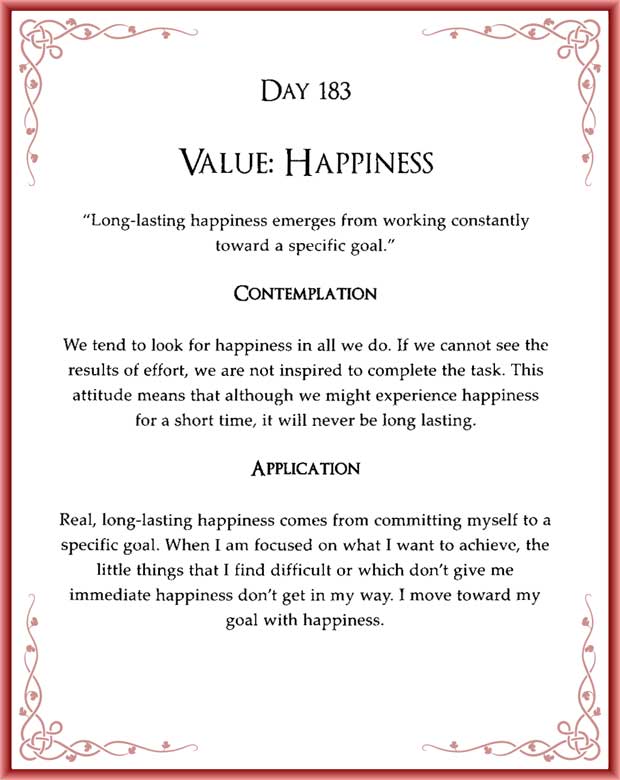 Day 183
Value: Happiness
“Long-lasting happiness emerges from working constantly
toward a specific goal.”
Contemplation
We tend to look for happiness in all we do. If we cannot see the
results of effort, we are not inspired to complete the task. This
attitude means that although we might experience happiness
for a short time, it will never be long lasting.
Application
Real, long-lasting happiness comes from committing myself to a
specific goal. When I am focused on what I want to achieve, the
little things that I find difficult or which don’t give me
immediate happiness don’t get in my way. I move toward my
goal with happiness.